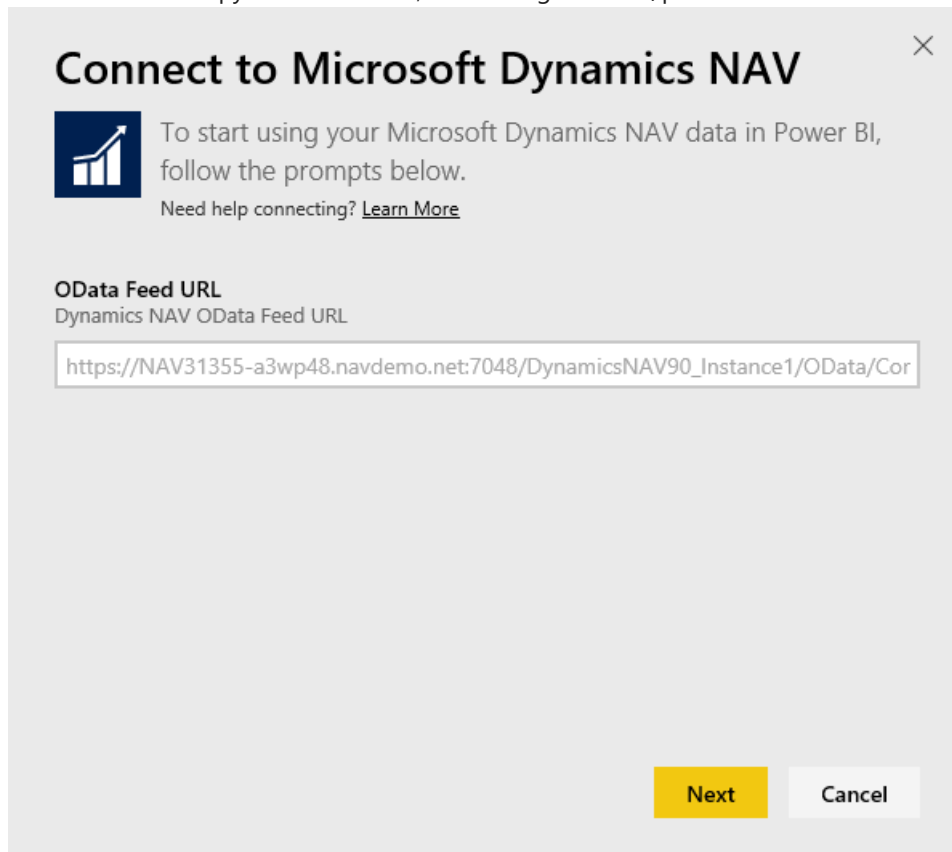 Connect to Microsoft Dynamics NAV
To start using your Microsoft Dynamics NAV data in Power BI,
follow the prompts below.
Need help connecting? Learn More
OData Feed URL
Dynamics NAV OData Feed URL
https://NAV31355-a3wp48.navdemo.net:7048/DynamicsNAV90_Instance1/OData/Cor
Next Cancel